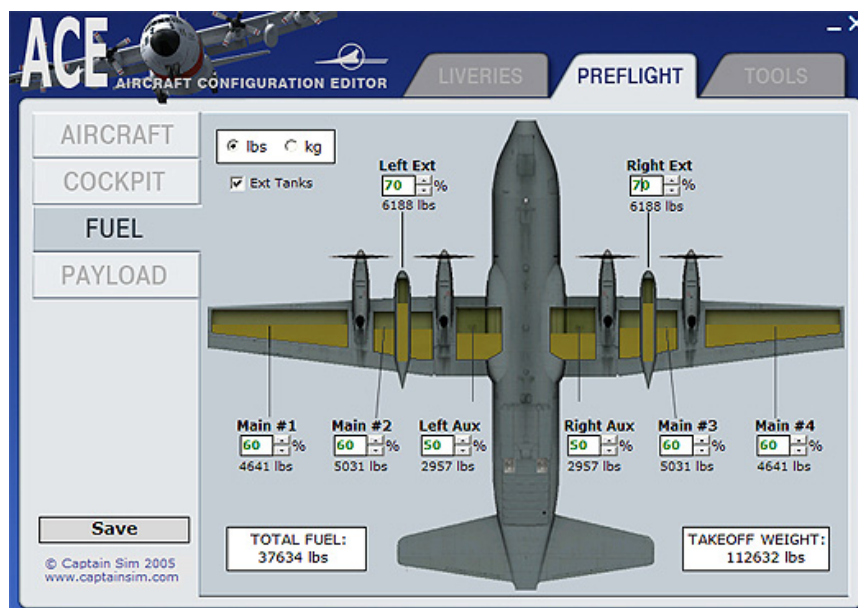 ACE
AIRCRAFT CONFIGURATION EDITOR
LIVERIES
PREFLIGHT
TOOLS
AIRCRAFT
COCKPIT
FUEL
PAYLOAD
lbs kg
Ext Tanks
Left Ext
70 %
6188 lbs
Right Ext
70 %
6188 lbs
Main #1
60 %
4641 lbs
Main #2
60 %
5031 lbs
Left Aux
50 %
2957 lbs
Right Aux
50 %
2957 lbs
Main #3
60 %
5031 lbs
Main #4
60 %
4641 lbs
Save
© Captain Sim 2005
www.captainsim.com
TOTAL FUEL:
37634 lbs
TAKEOFF WEIGHT:
112632 lbs